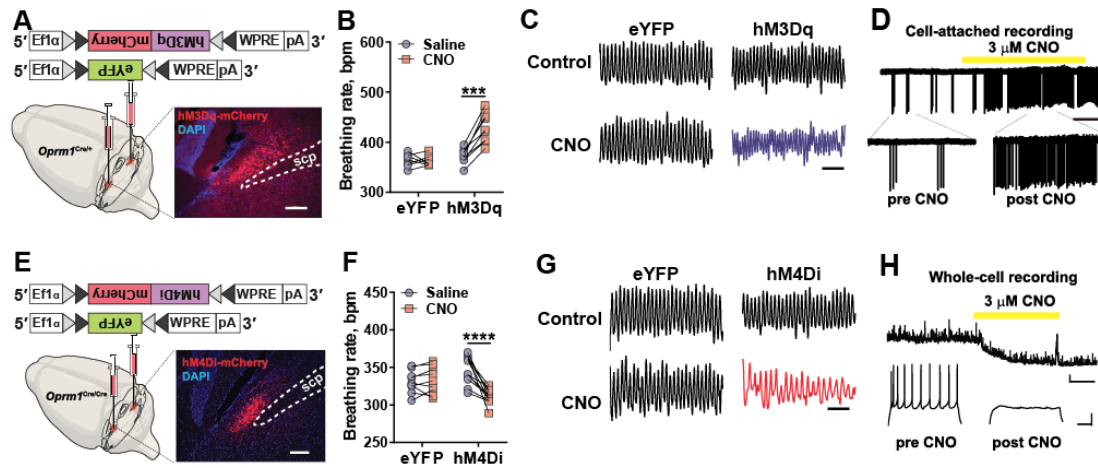 A
5′ Ef1α mCherry hM3Dq WPRE pA 3′
5′ Ef1α eYFP WPRE pA 3′
Oprm1Cre/+
hM3Dq-mCherry
DAPI
scp
B
Saline
CNO
Breathing rate, bpm
600
500
400
300
***
eYFP hM3Dq
C
eYFP hM3Dq
Control
CNO
D
Cell-attached recording
3 μM CNO
pre CNO post CNO
E
5′ Ef1α mCherry hM4Di WPRE pA 3′
5′ Ef1α eYFP WPRE pA 3′
Oprm1Cre/Cre
hM4Di-mCherry
DAPI
scp
F
Saline
CNO
Breathing rate, bpm
450
400
350
300
250
****
eYFP hM4Di
G
eYFP hM4Di
Control
CNO
H
Whole-cell recording
3 μM CNO
pre CNO post CNO